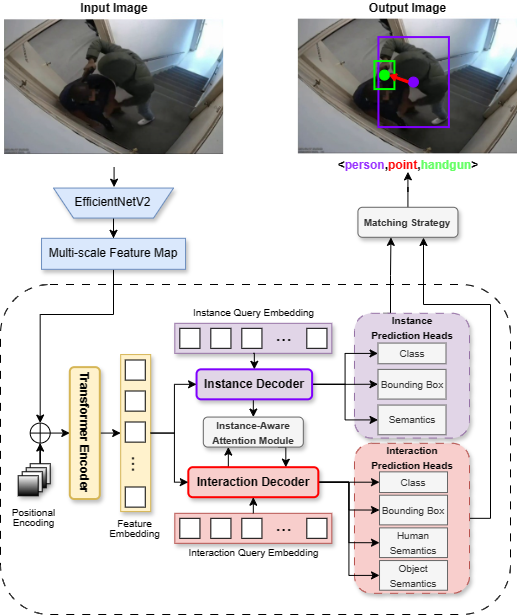 Input Image
Output Image
<person,point,handgun>
EfficientNetV2
Matching Strategy
Multi-scale Feature Map
Instance Query Embedding
...
Instance
Prediction Heads
Class
Bounding Box
Semantics
Instance Decoder
Transformer Encoder
...
Instance-Aware
Attention Module
Interaction
Prediction Heads
Class
Bounding Box
Human
Semantics
Object
Semantics
Interaction Decoder
Positional
Encoding
Feature
Embedding
...
Interaction Query Embedding